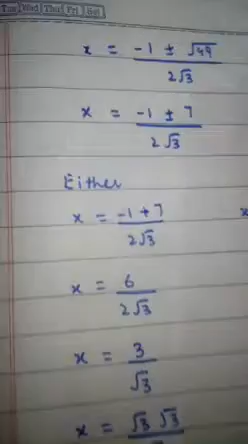 Tue Wed Thu Fri Sat
x = -1 ± √49 / 2√3
x = -1 ± 7 / 2√3
Either
x = -1 + 7 / 2√3 x
x = 6 / 2√3
x = 3 / √3
x = √3 √3